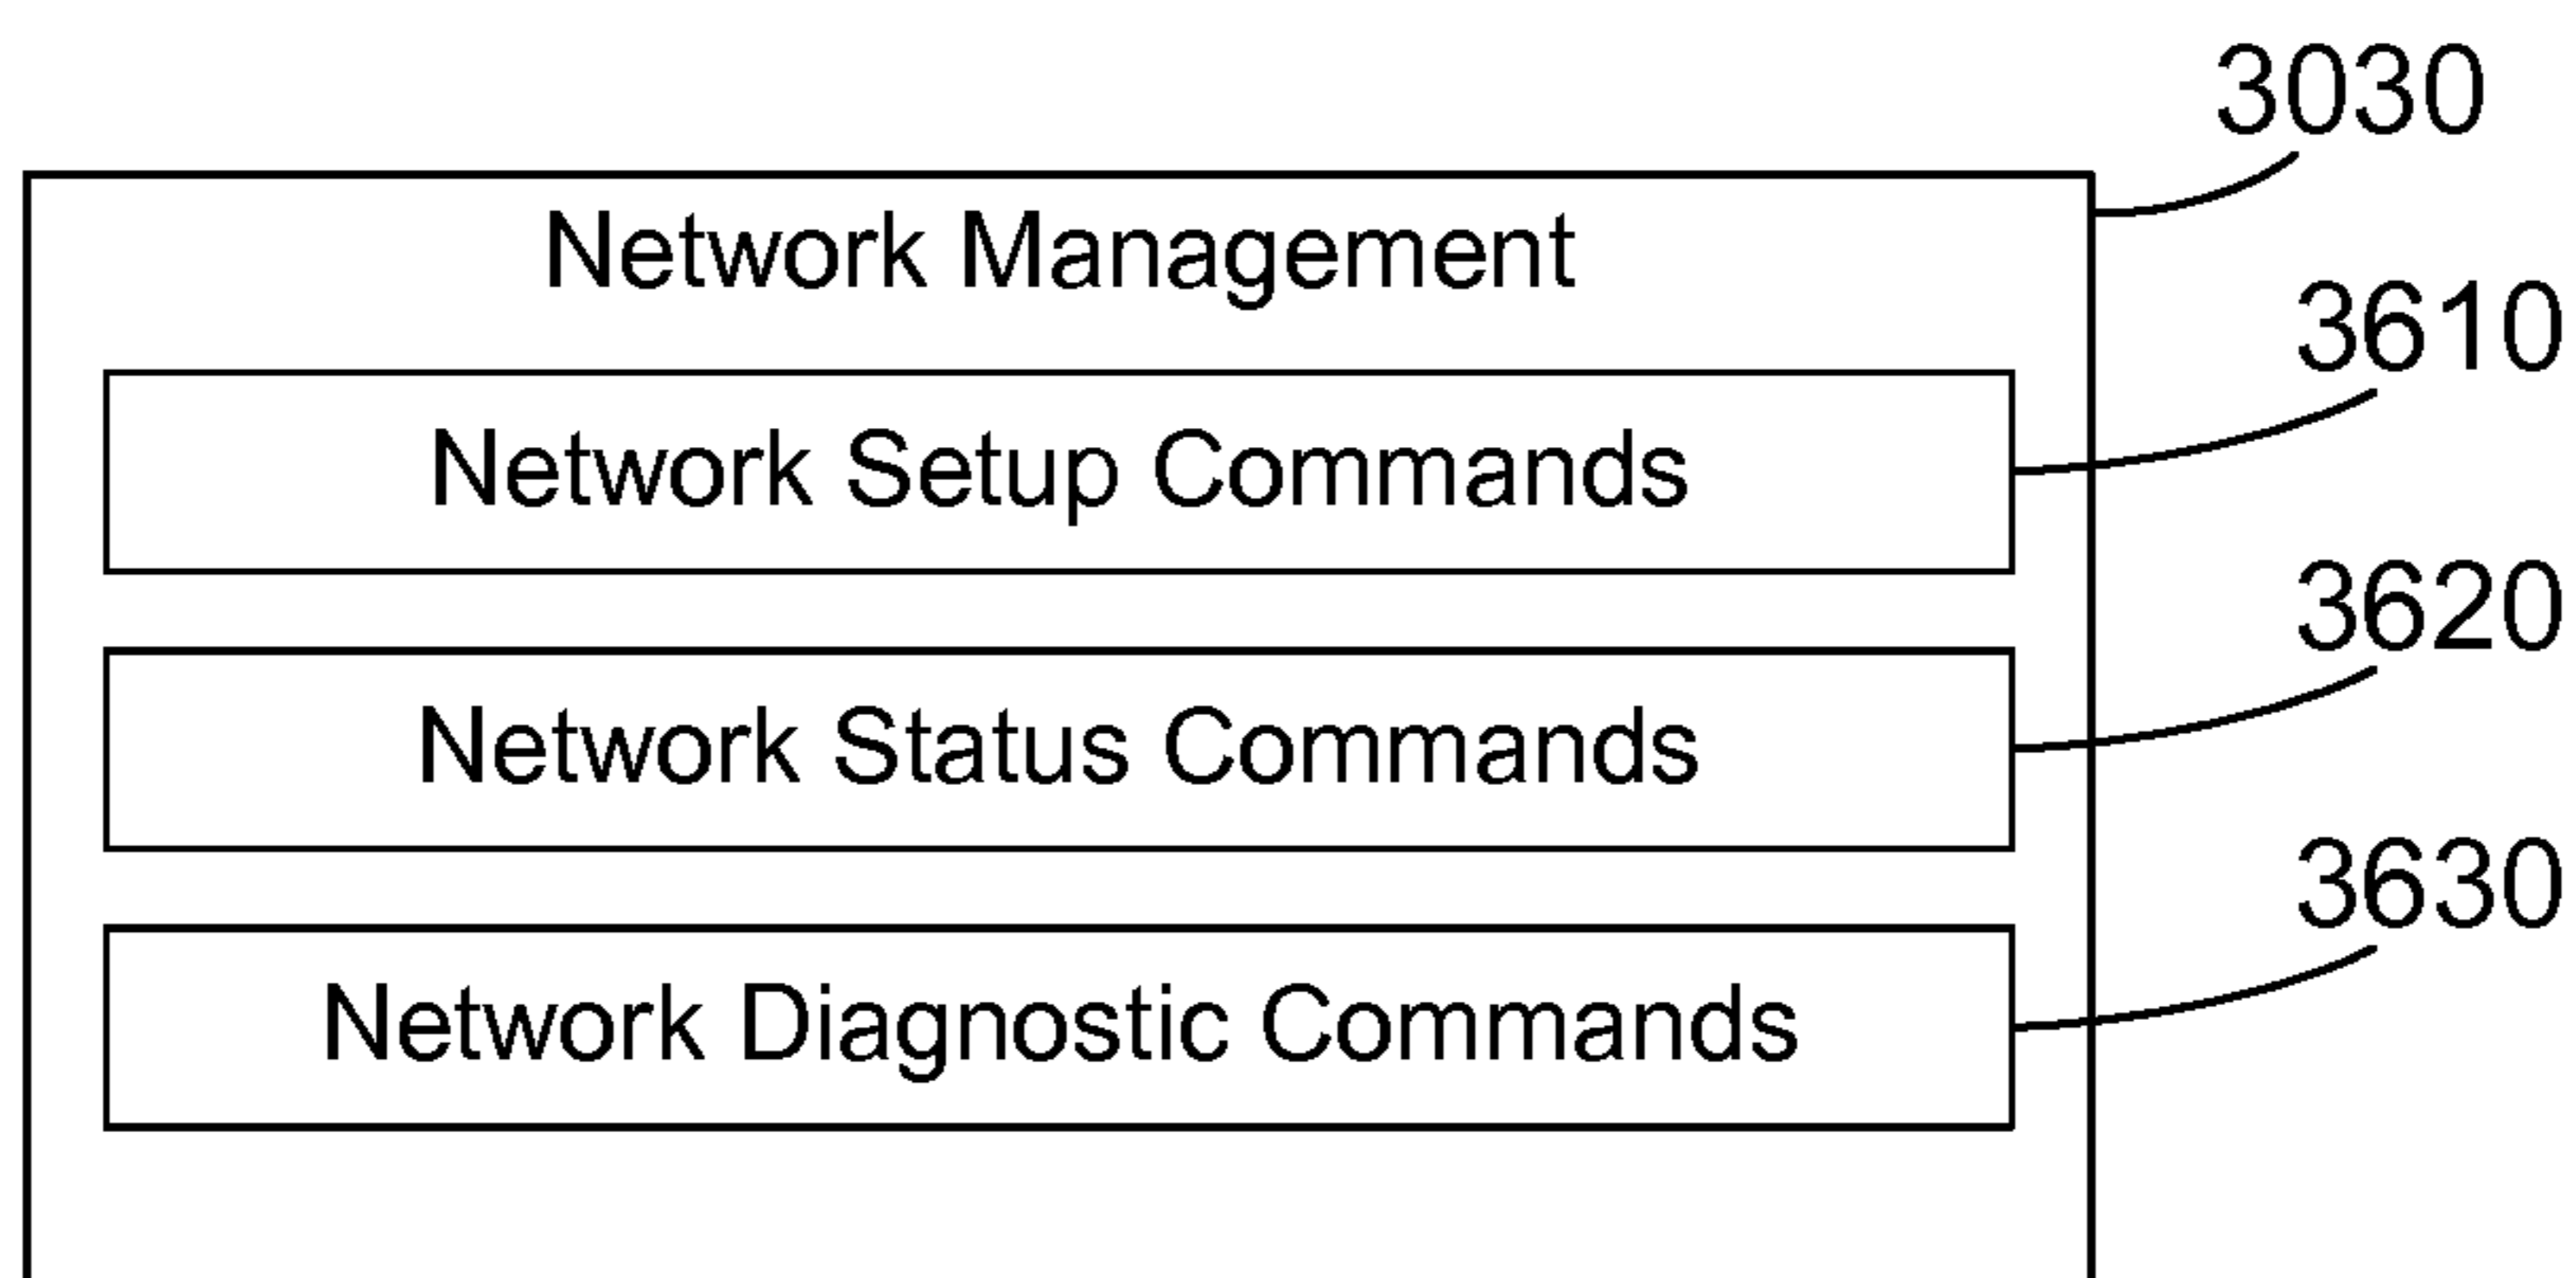 3030
Network Management
3610
Network Setup Commands
3620
Network Status Commands
3630
Network Diagnostic Commands